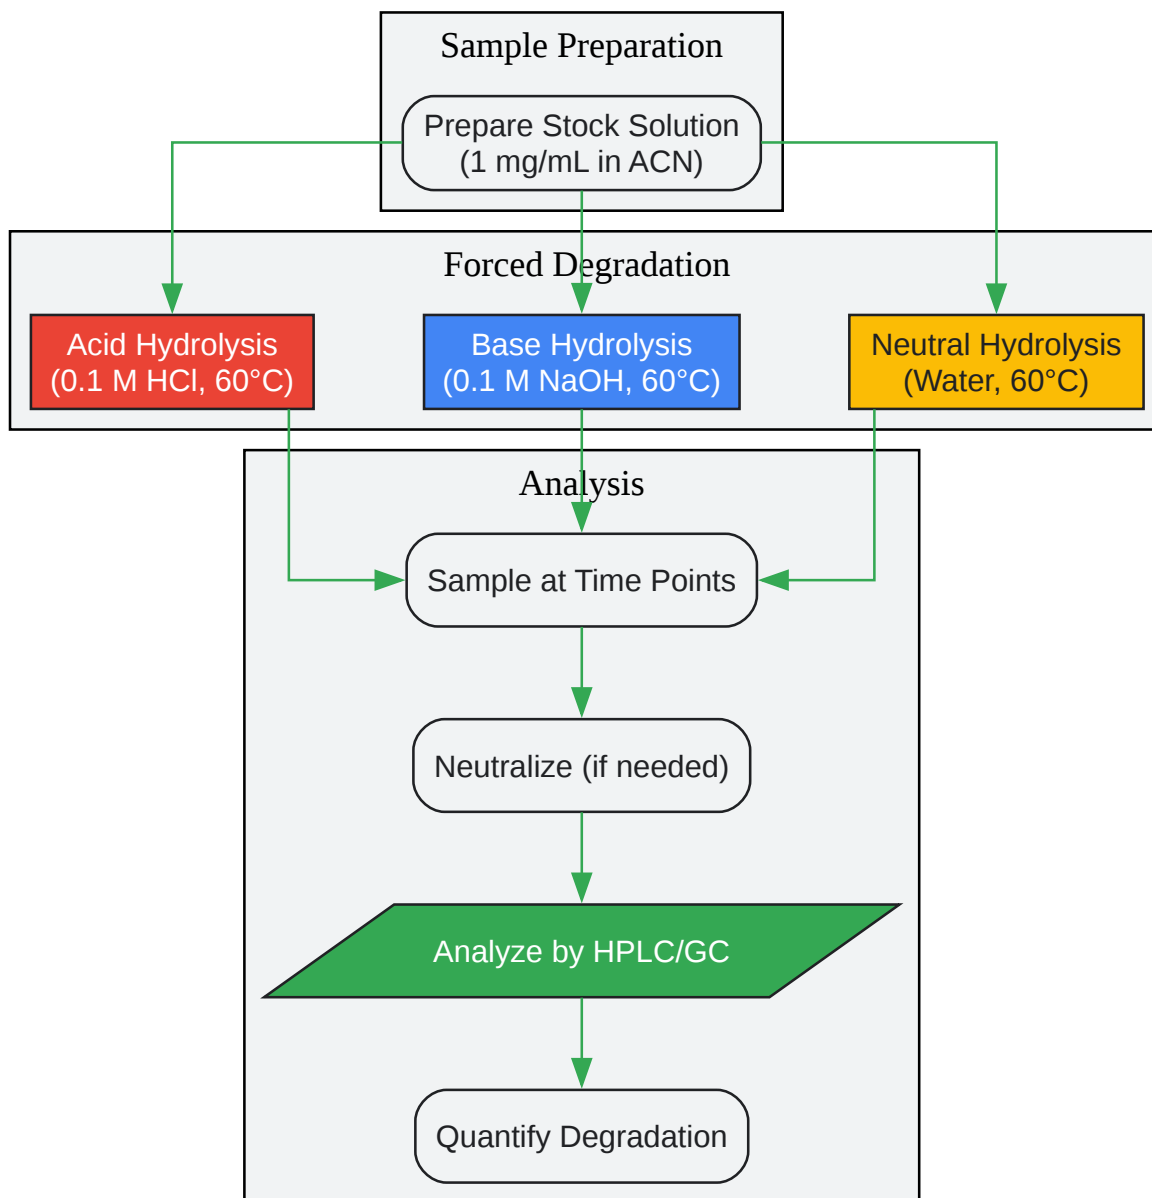 Sample Preparation
Prepare Stock Solution
(1 mg/mL in ACN)
Forced Degradation
Acid Hydrolysis
(0.1 M HCl, 60°C)
Base Hydrolysis
(0.1 M NaOH, 60°C)
Neutral Hydrolysis
(Water, 60°C)
Analysis
Sample at Time Points
Neutralize (if needed)
Analyze by HPLC/GC
Quantify Degradation